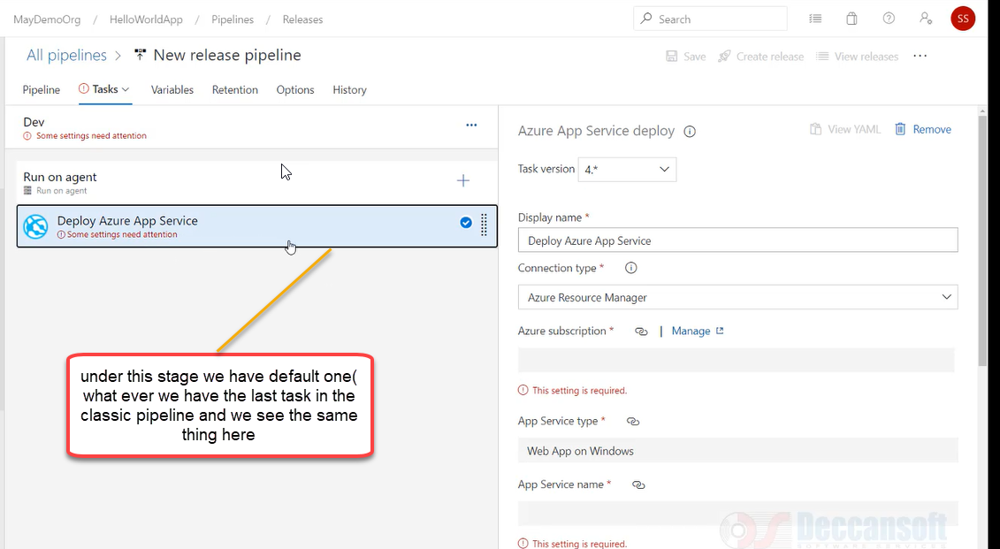 MayDemoOrg / HelloWorldApp / Pipelines / Releases
Search
SS
All pipelines > New release pipeline
Save Create release View releases ...
Pipeline Tasks Variables Retention Options History
Dev
Some settings need attention
Run on agent
Run on agent
Deploy Azure App Service
Some settings need attention
under this stage we have default one(
what ever we have the last task in the
classic pipeline and we see the same
thing here
Azure App Service deploy
View YAML Remove
Task version 4.*
Display name *
Deploy Azure App Service
Connection type *
Azure Resource Manager
Azure subscription * | Manage
This setting is required.
App Service type *
Web App on Windows
App Service name *
This setting is required.
Deccansoft
SOFTWARE SERVICES